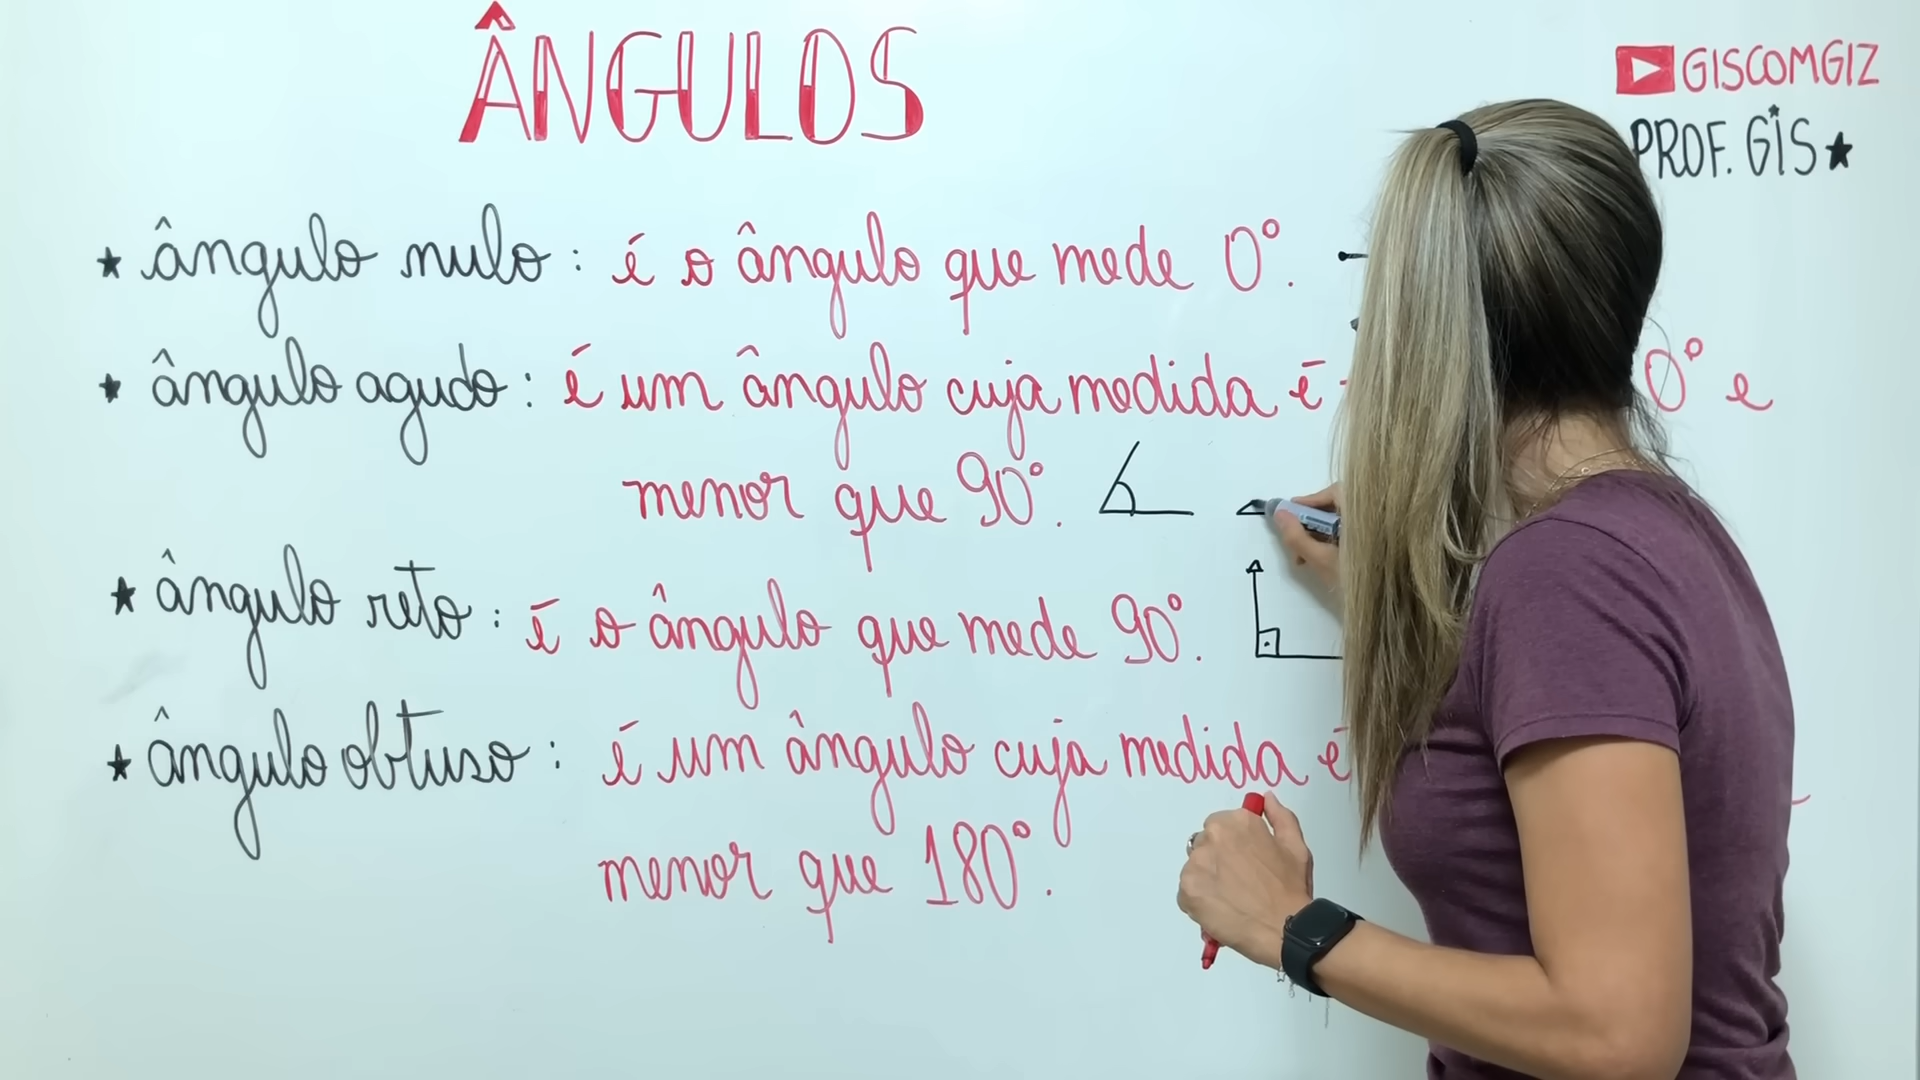 ÂNGULOS
GISCOMGIZ
PROF. GIS
★ ângulo nulo : é o ângulo que mede 0°.
★ ângulo agudo : é um ângulo cuja medida é 0° e
menor que 90°.
★ ângulo reto : é o ângulo que mede 90°.
★ ângulo obtuso : é um ângulo cuja medida é
menor que 180°.